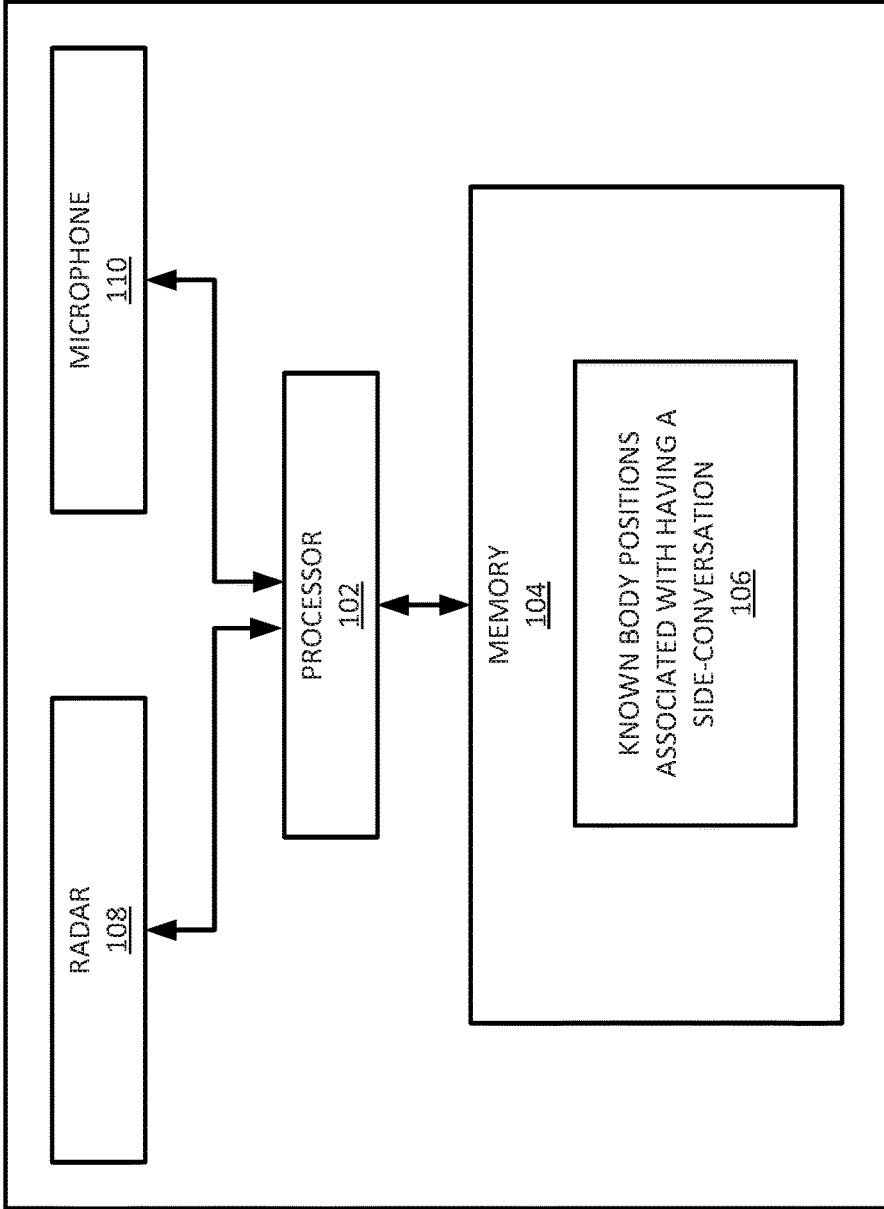 RADAR
108
MICROPHONE
110
PROCESSOR
102
MEMORY
104
KNOWN BODY POSITIONS
ASSOCIATED WITH HAVING A
SIDE-CONVERSATION
106